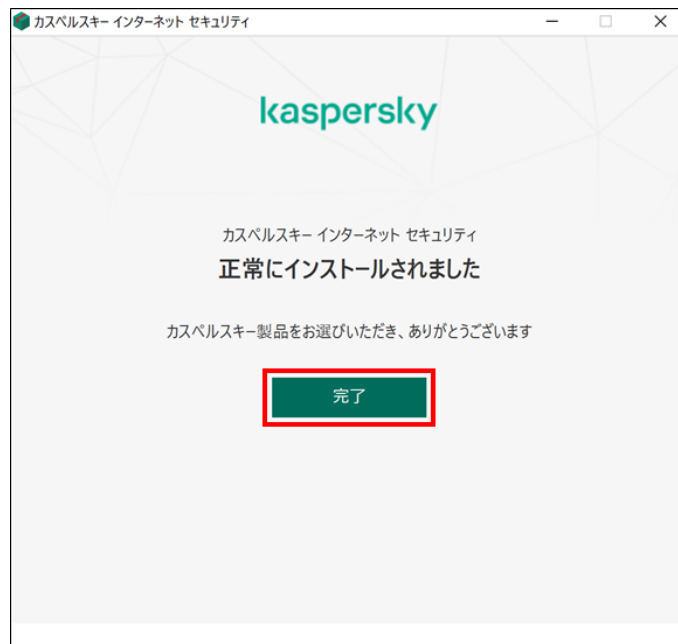 カスペルスキー インターネット セキュリティ
kaspersky
カスペルスキー インターネット セキュリティ
正常にインストールされました
カスペルスキー製品をお選びいただき、ありがとうございます
完了